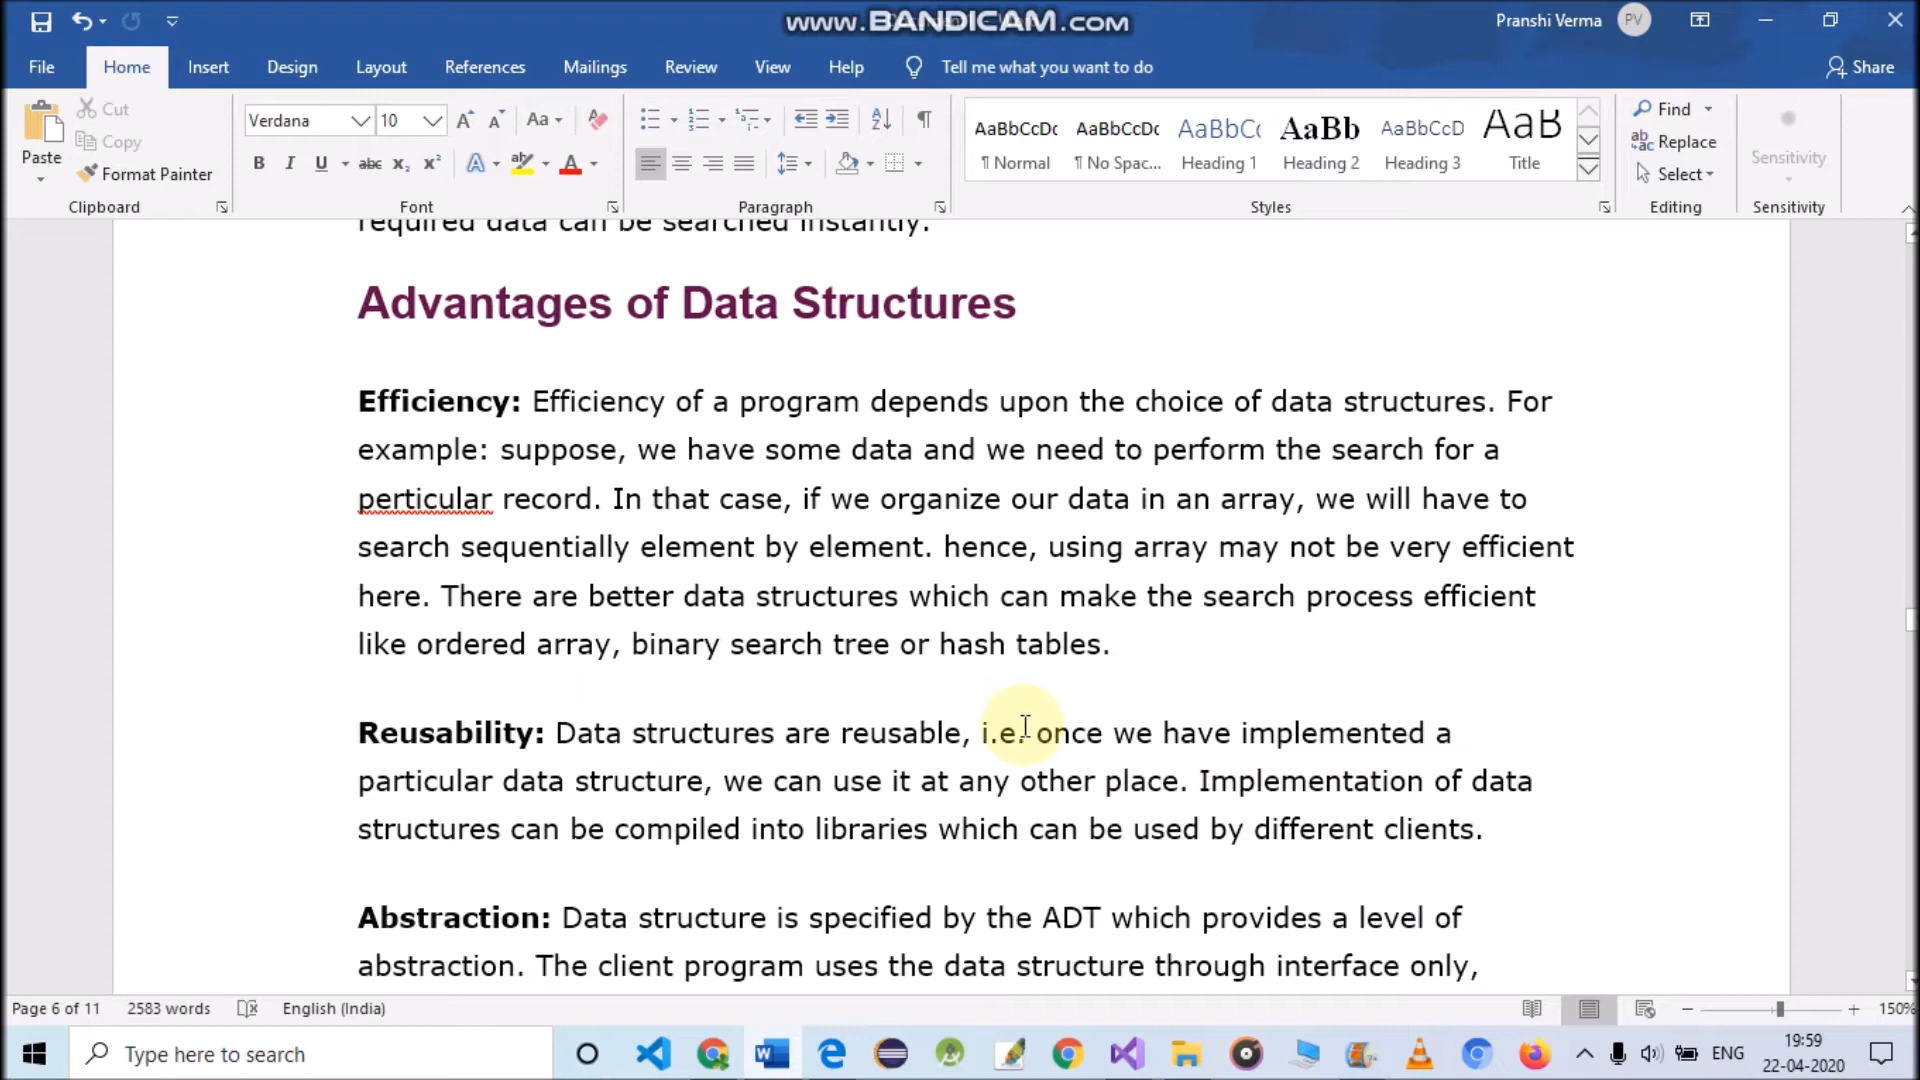 www.BANDICAM.com
Pranshi Verma PV
File Home Insert Design Layout References Mailings Review View Help Tell me what you want to do Share
Cut
Copy
Paste
Format Painter
Verdana 10
AaBbCcDc AaBbCcDc AaBbCc AaBb AaBbCcD AaB
¶ Normal ¶ No Spac... Heading 1 Heading 2 Heading 3 Title
Find
Replace
Select
Sensitivity
Clipboard Font Paragraph Styles Editing Sensitivity
required data can be searched instantly.
Advantages of Data Structures
Efficiency: Efficiency of a program depends upon the choice of data structures. For
example: suppose, we have some data and we need to perform the search for a
perticular record. In that case, if we organize our data in an array, we will have to
search sequentially element by element. hence, using array may not be very efficient
here. There are better data structures which can make the search process efficient
like ordered array, binary search tree or hash tables.
Reusability: Data structures are reusable, i.e. once we have implemented a
particular data structure, we can use it at any other place. Implementation of data
structures can be compiled into libraries which can be used by different clients.
Abstraction: Data structure is specified by the ADT which provides a level of
abstraction. The client program uses the data structure through interface only,
Page 6 of 11 2583 words English (India) 150%
Type here to search
ENG
19:59
22-04-2020